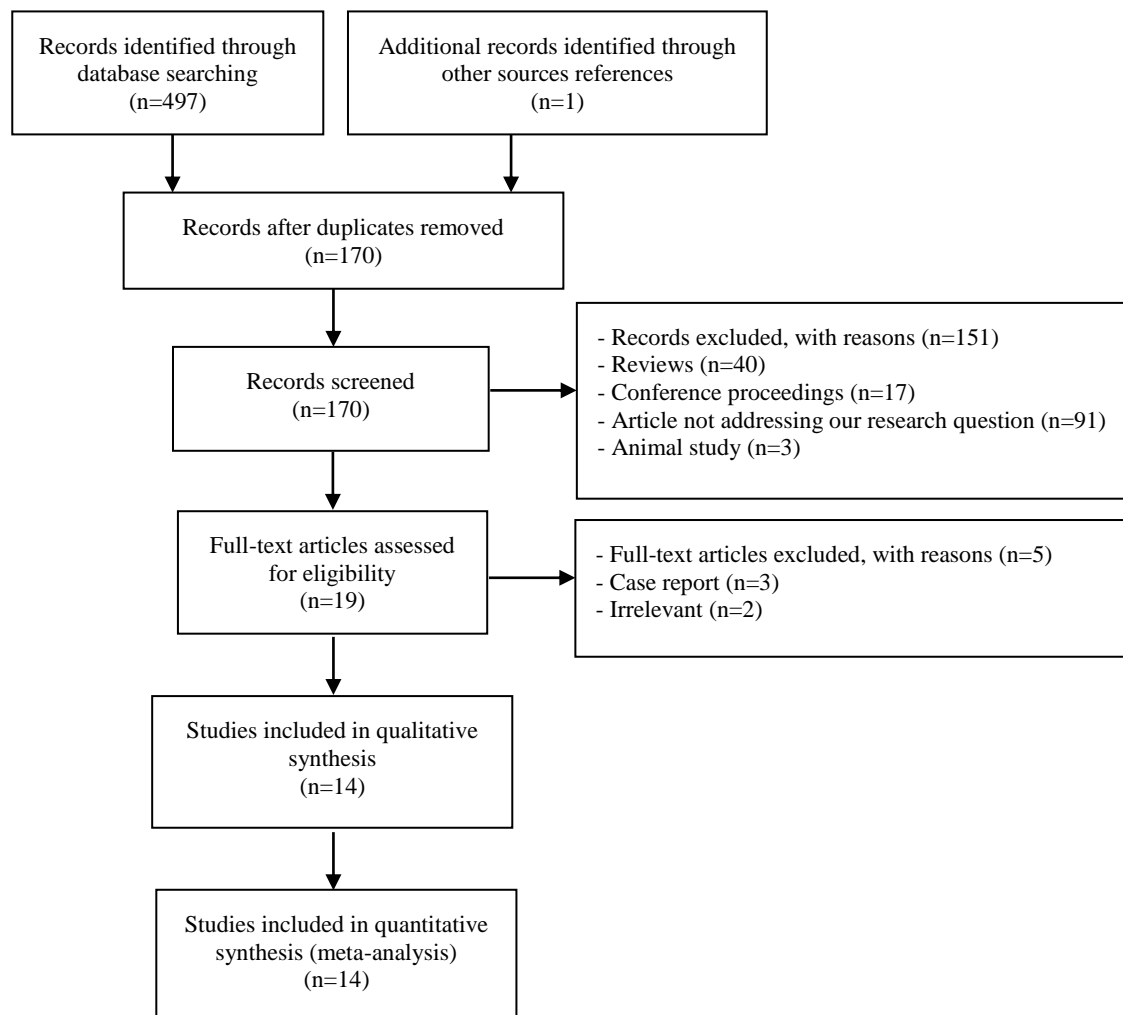 Records identified through
database searching
(n=497)
Additional records identified through
other sources references
(n=1)
Records after duplicates removed
(n=170)
Records screened
(n=170)
- Records excluded, with reasons (n=151)
- Reviews (n=40)
- Conference proceedings (n=17)
- Article not addressing our research question (n=91)
- Animal study (n=3)
Full-text articles assessed
for eligibility
(n=19)
- Full-text articles excluded, with reasons (n=5)
- Case report (n=3)
- Irrelevant (n=2)
Studies included in qualitative
synthesis
(n=14)
Studies included in quantitative
synthesis (meta-analysis)
(n=14)